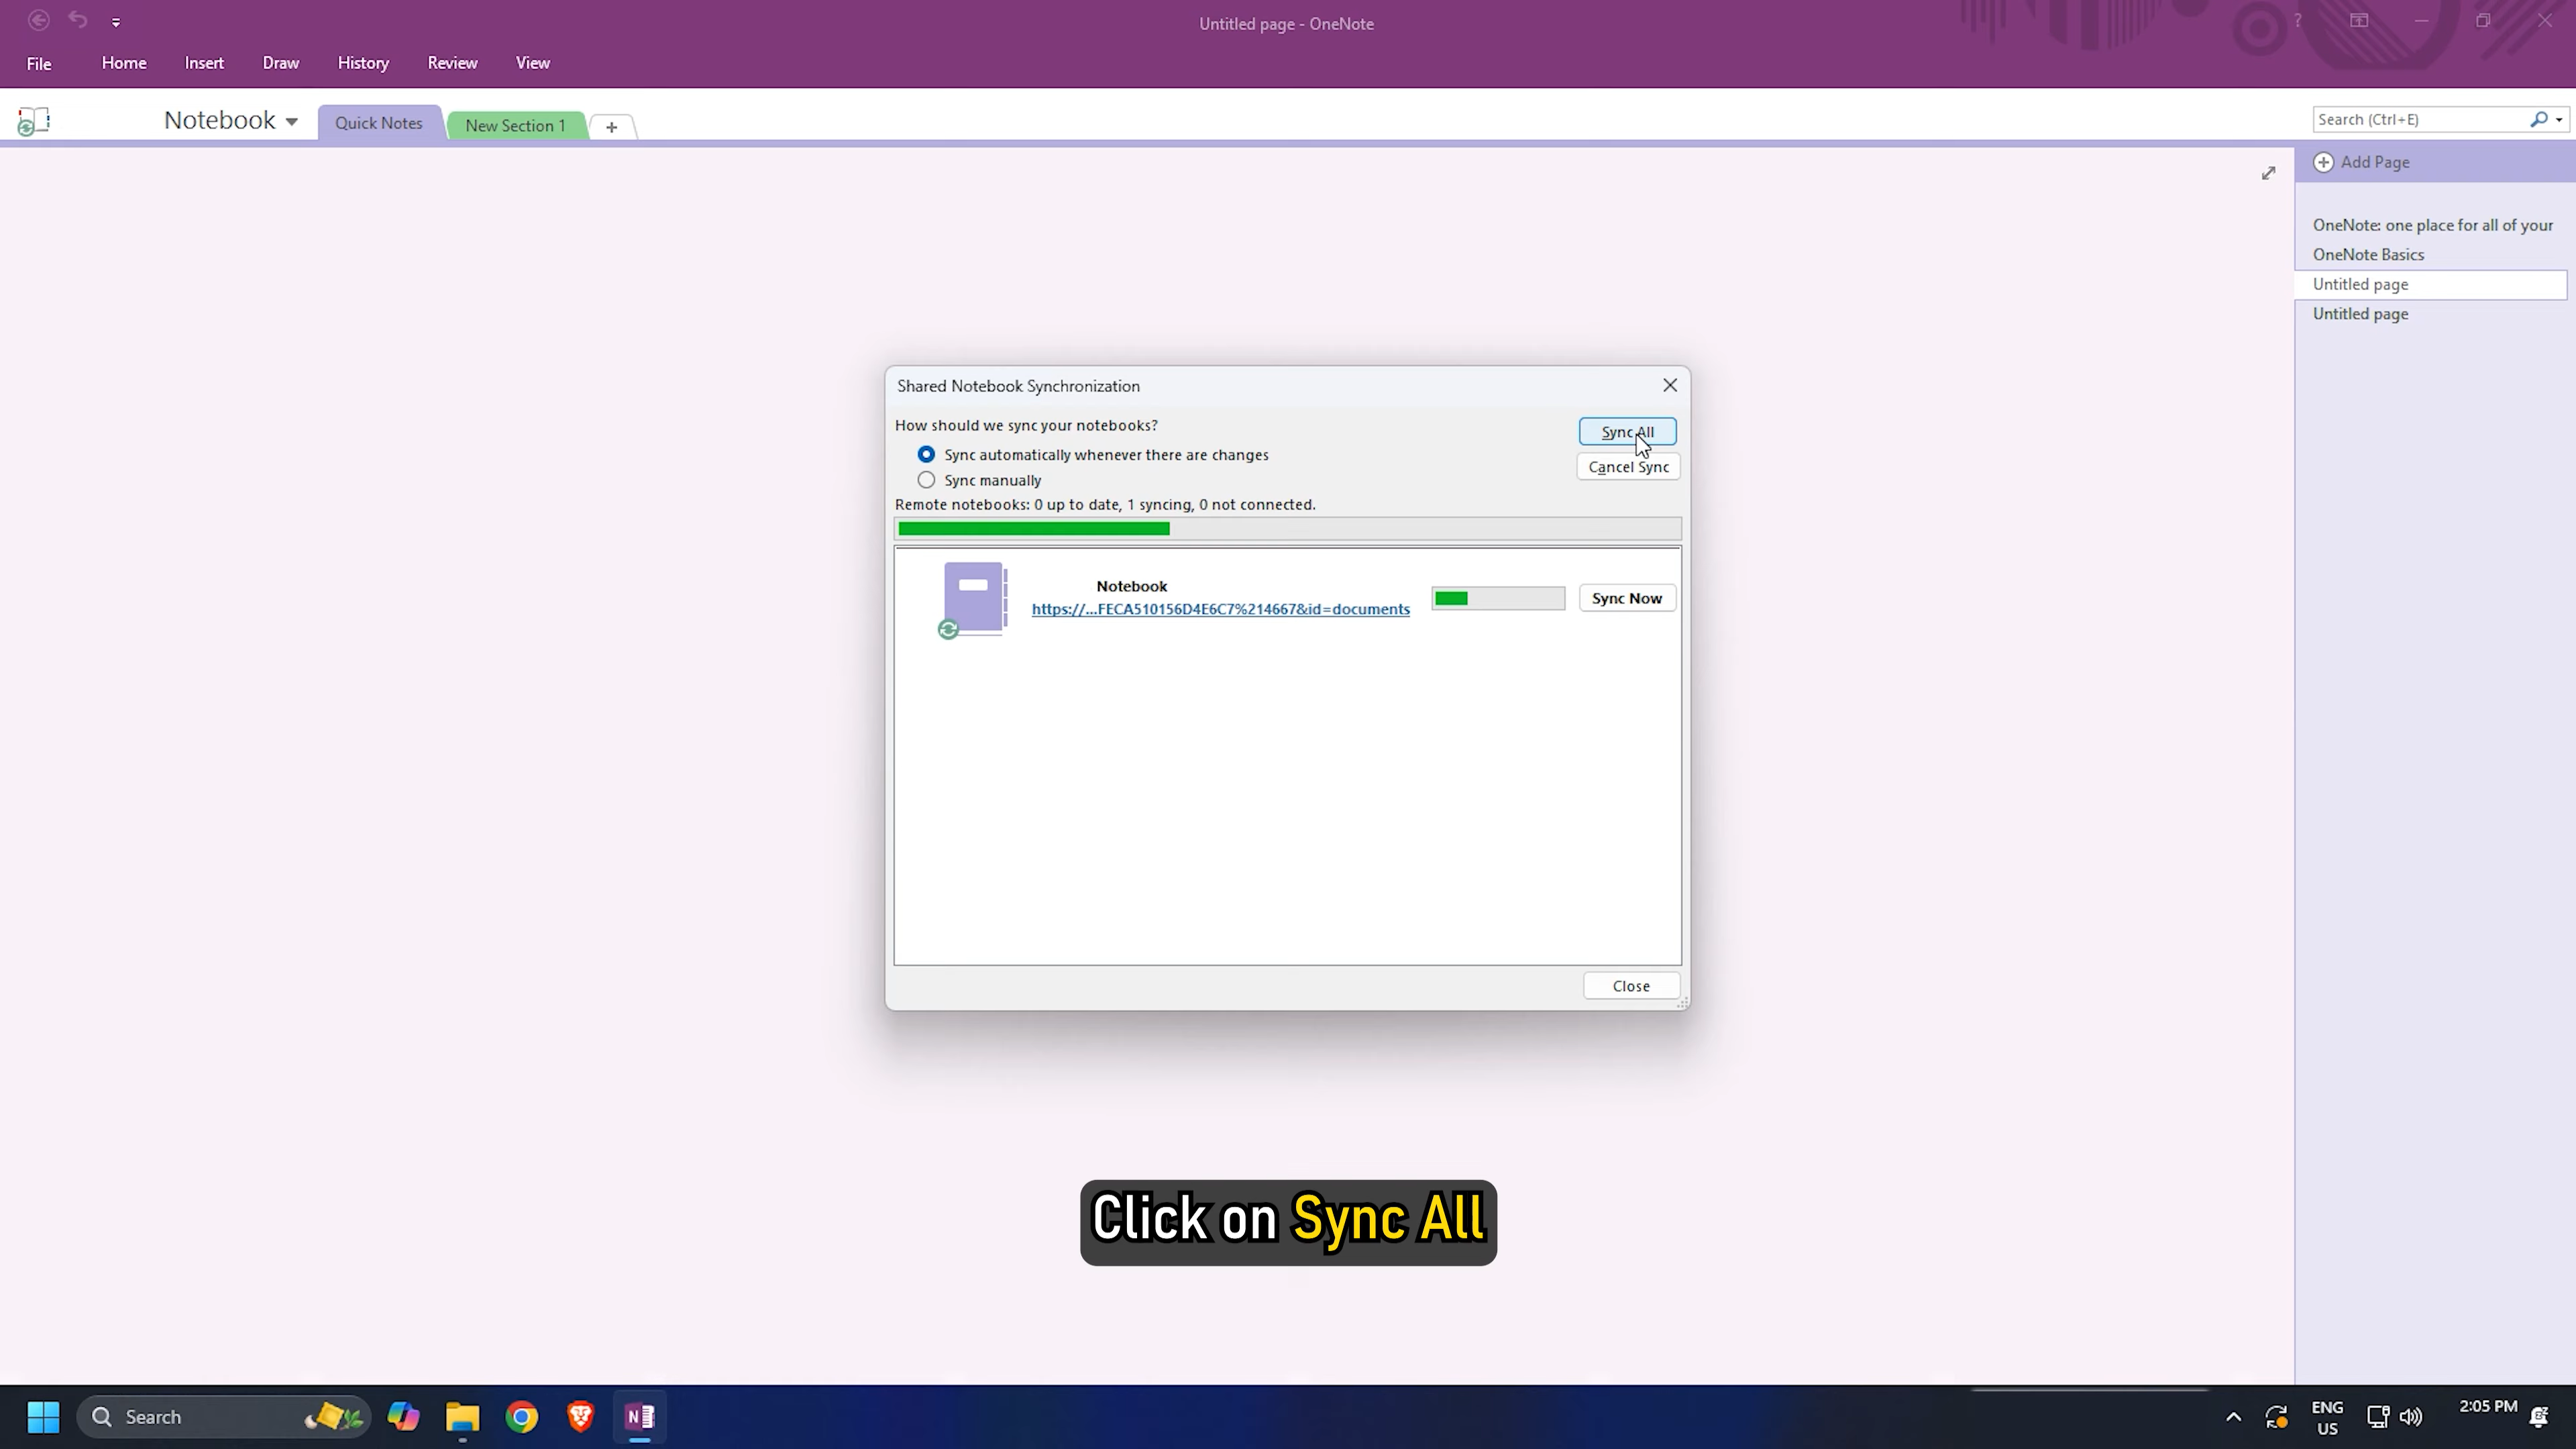 Untitled page - OneNote
?
File Home Insert Draw History Review View
Notebook Quick Notes New Section 1 +
Search (Ctrl+E)
Add Page
OneNote: one place for all of your
OneNote Basics
Untitled page
Untitled page
Shared Notebook Synchronization
How should we sync your notebooks?
Sync All
Sync automatically whenever there are changes
Cancel Sync
Sync manually
Remote notebooks: 0 up to date, 1 syncing, 0 not connected.
Notebook
https://...FECA510156D4E6C7%214667&id=documents
Sync Now
Close
Click on Sync All
Search
N
ENG
US
2:05 PM